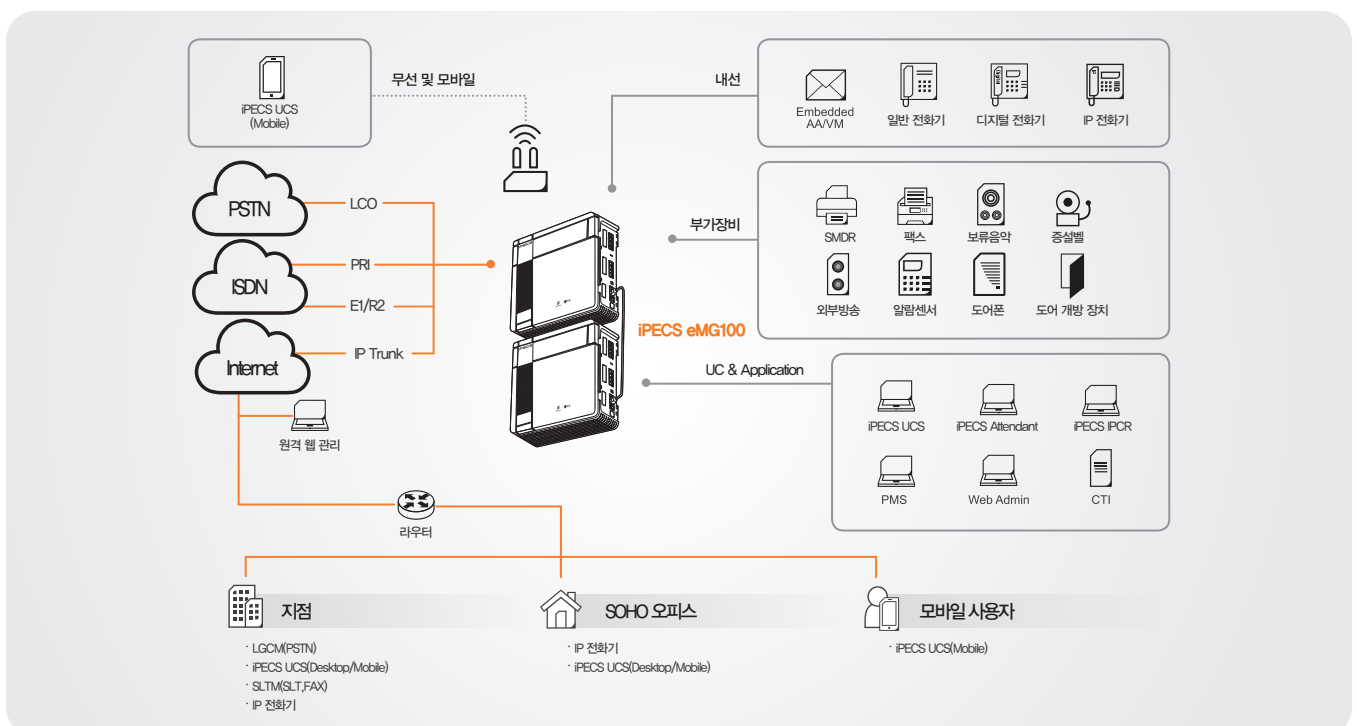 iPECS UCS
(Mobile)
무선 및 모바일
내선
Embedded
AA/VM
일반 전화기
디지털 전화기
IP 전화기
PSTN
LCO
ISDN
PRI
E1/R2
Internet
IP Trunk
원격 웹 관리
iPECS eMG100
부가장비
SMDR
팩스
보류음악
증설벨
외부방송
알람센서
도어폰
도어 개방 장치
UC & Application
iPECS UCS
iPECS Attendant
iPECS IPCR
PMS
Web Admin
CTI
라우터
지점
· LGCM(PSTN)
· iPECS UCS(Desktop/Mobile)
· SLTM(SLT,FAX)
· IP 전화기
SOHO 오피스
· IP 전화기
· iPECS UCS(Desktop/Mobile)
모바일 사용자
· iPECS UCS(Mobile)